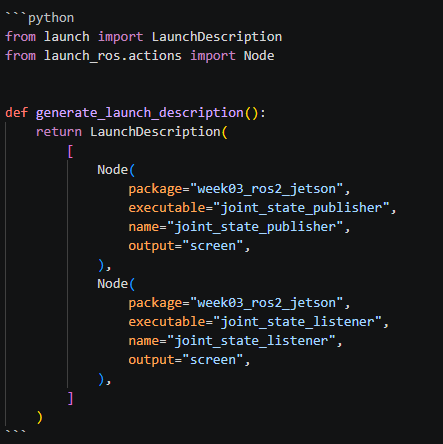 ```python
from launch import LaunchDescription
from launch_ros.actions import Node


def generate_launch_description():
    return LaunchDescription(
        [
            Node(
                package="week03_ros2_jetson",
                executable="joint_state_publisher",
                name="joint_state_publisher",
                output="screen",
            ),
            Node(
                package="week03_ros2_jetson",
                executable="joint_state_listener",
                name="joint_state_listener",
                output="screen",
            ),
        ]
    )
```